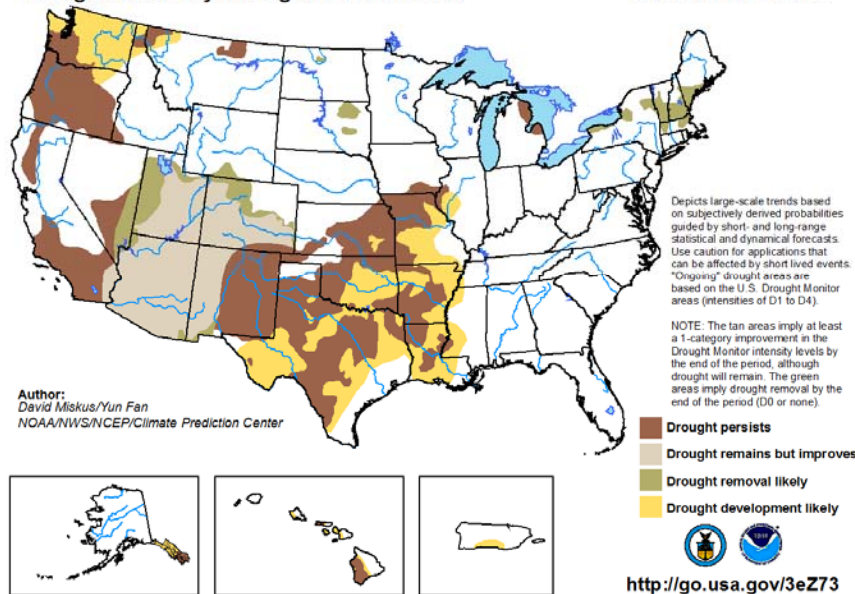 Depicts large-scale trends based
on subjectively derived probabilities
guided by short- and long-range
statistical and dynamical forecasts.
Use caution for applications that
can be affected by short lived events.
"Ongoing" drought areas are
based on the U.S. Drought Monitor
areas (intensities of D1 to D4).
NOTE: The tan areas imply at least
a 1-category improvement in the
Drought Monitor intensity levels by
the end of the period, although
drought will remain. The green
areas imply drought removal by the
end of the period (D0 or none).
Author:
David Miskus/Yun Fan
NOAA/NWS/NCEP/Climate Prediction Center
Drought persists
Drought remains but improves
Drought removal likely
Drought development likely
http://go.usa.gov/3eZ73